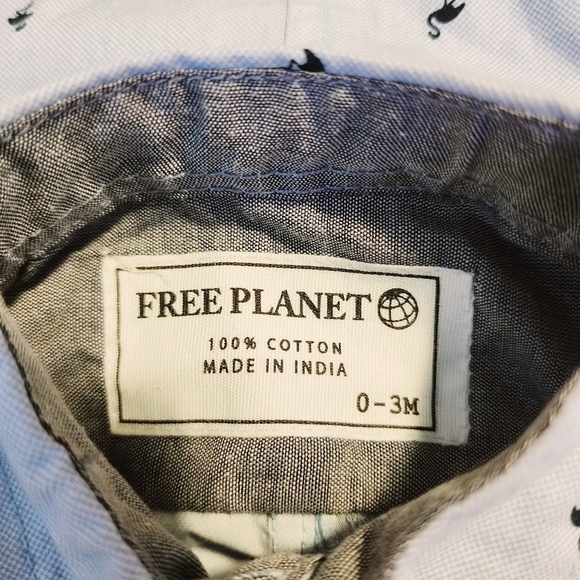 FREE PLANET
100% COTTON
MADE IN INDIA
0-3M